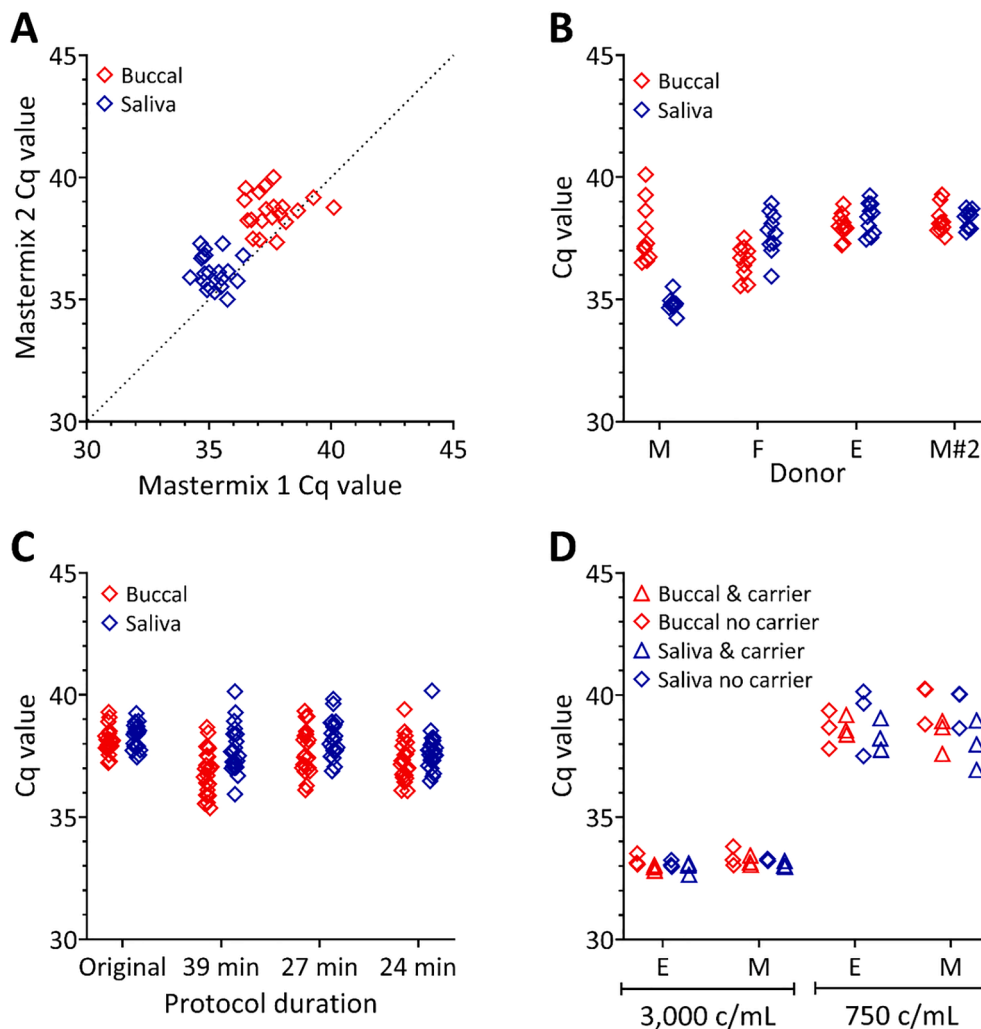 A
Mastermix 2 Cq value
45
40
35
30
Buccal
Saliva
30 35 40 45
Mastermix 1 Cq value
B
Cq value
45
40
35
30
Buccal
Saliva
M F E M#2
Donor
C
Cq value
45
40
35
30
Buccal
Saliva
Original 39 min 27 min 24 min
Protocol duration
D
Cq value
45
40
35
30
Buccal & carrier
Buccal no carrier
Saliva & carrier
Saliva no carrier
E M E M
3,000 c/mL 750 c/mL